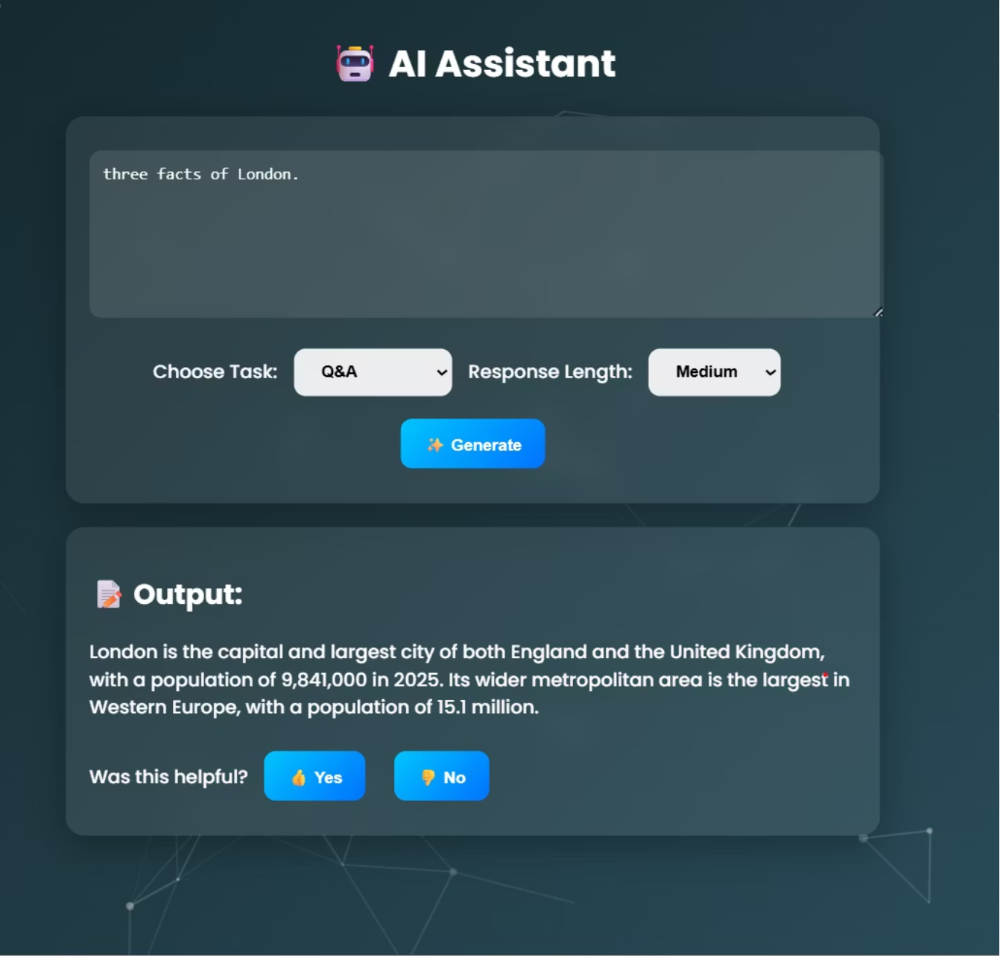 AI Assistant
three facts of London.
Choose Task: Q&A Response Length: Medium
Generate
Output:
London is the capital and largest city of both England and the United Kingdom,
with a population of 9,841,000 in 2025. Its wider metropolitan area is the largest in
Western Europe, with a population of 15.1 million.
Was this helpful? Yes No